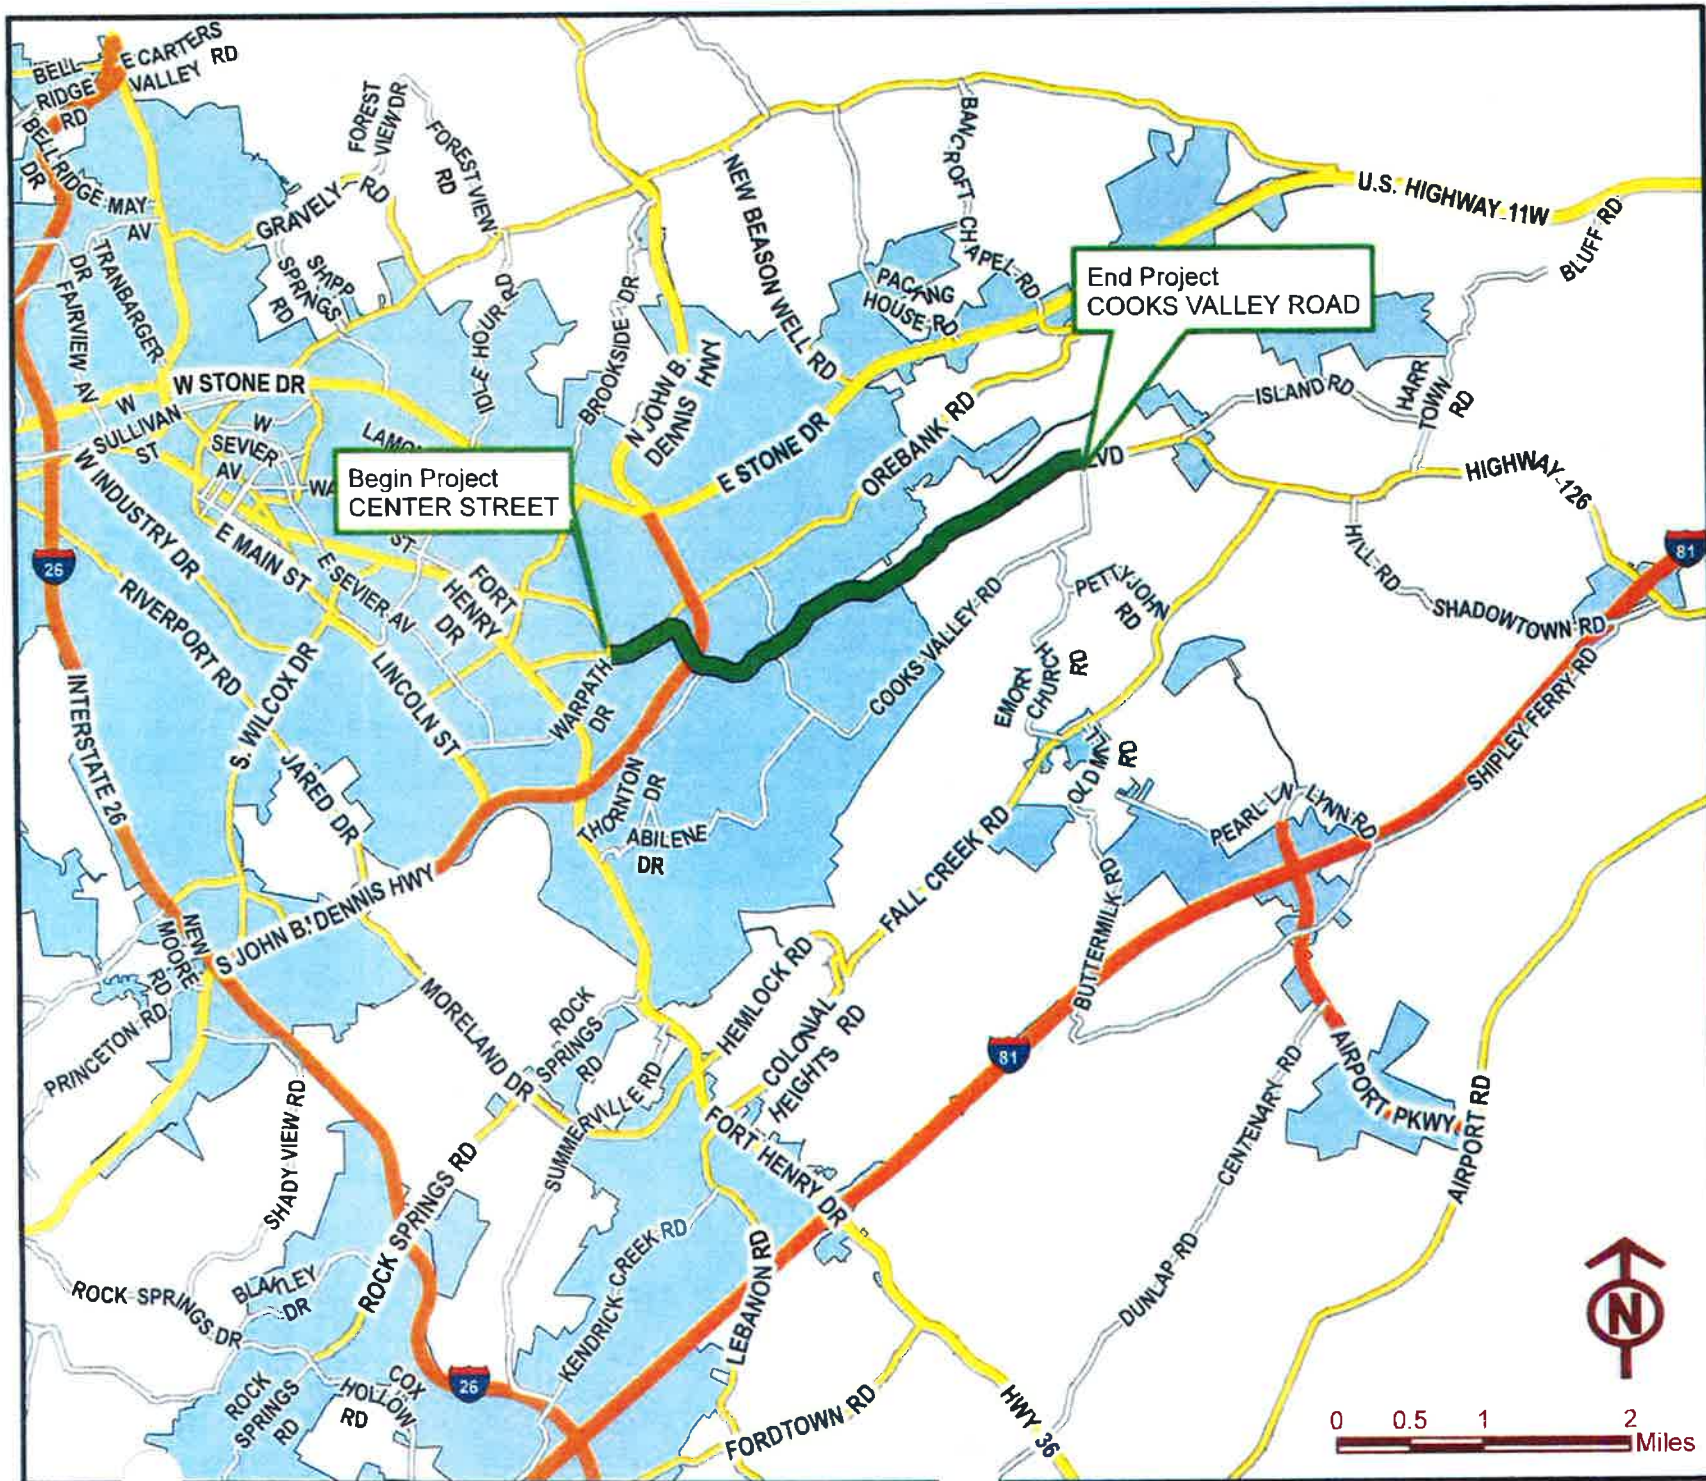 BELL
RIDGE
RD
E CARTERS
VALLEY RD
BELL RIDGE
DR
MAY
AV
GRAVELY RD
FOREST
VIEW DR
FOREST VIEW
RD
SHIPP
SPRINGS
RD
TRANBARGER
DR
FAIRVIEW AV
IDLE HOUR RD
BROOKSIDE DR
N JOHN B.
DENNIS HWY
NEW BEASON WELL RD
BANCROFT CHAPEL RD
PACKING
HOUSE RD
U.S. HIGHWAY 11W
BLUFF RD
End Project
COOKS VALLEY ROAD
HARR
TOWN
RD
ISLAND RD
W STONE DR
W
SULLIVAN
ST
W
SEVIER
AV
Begin Project
CENTER STREET
ST
E STONE DR
OREBANK RD
HIGHWAY 126
W INDUSTRY DR
E MAIN ST
E SEVIER AV
FORT
HENRY
DR
26
RIVERPORT RD
81
HILL RD
SHADOWTOWN RD
PETTYJOHN
RD
COOKS VALLEY RD
EMORY
CHURCH
RD
INTERSTATE 26
S. WILCOX DR
LINCOLN ST
WARPATH
DR
JARED DR
THORNTON
DR
ABILENE
DR
OLD MILL
RD
PEARL LN
LYNN RD
SHIPLEY FERRY RD
FALL CREEK RD
BUTTERMILK RD
S JOHN B. DENNIS HWY
NEW
MOORE
RD
PRINCETON RD
MORELAND DR
ROCK
SPRINGS
RD
HEMLOCK RD
COLONIAL
HEIGHTS RD
81
AIRPORT PKWY
AIRPORT RD
CENTENARY RD
DUNLAP RD
SHADY VIEW RD
ROCK SPRINGS RD
SUMMERVILLE RD
FORT HENRY DR
KENDRICK CREEK RD
LEBANON RD
ROCK SPRINGS DR
BLAKLEY
DR
26
ROCK
SPRINGS
RD
COX
HOLLOW
RD
FORDTOWN RD
HWY 36
N
0 0.5 1 2
Miles